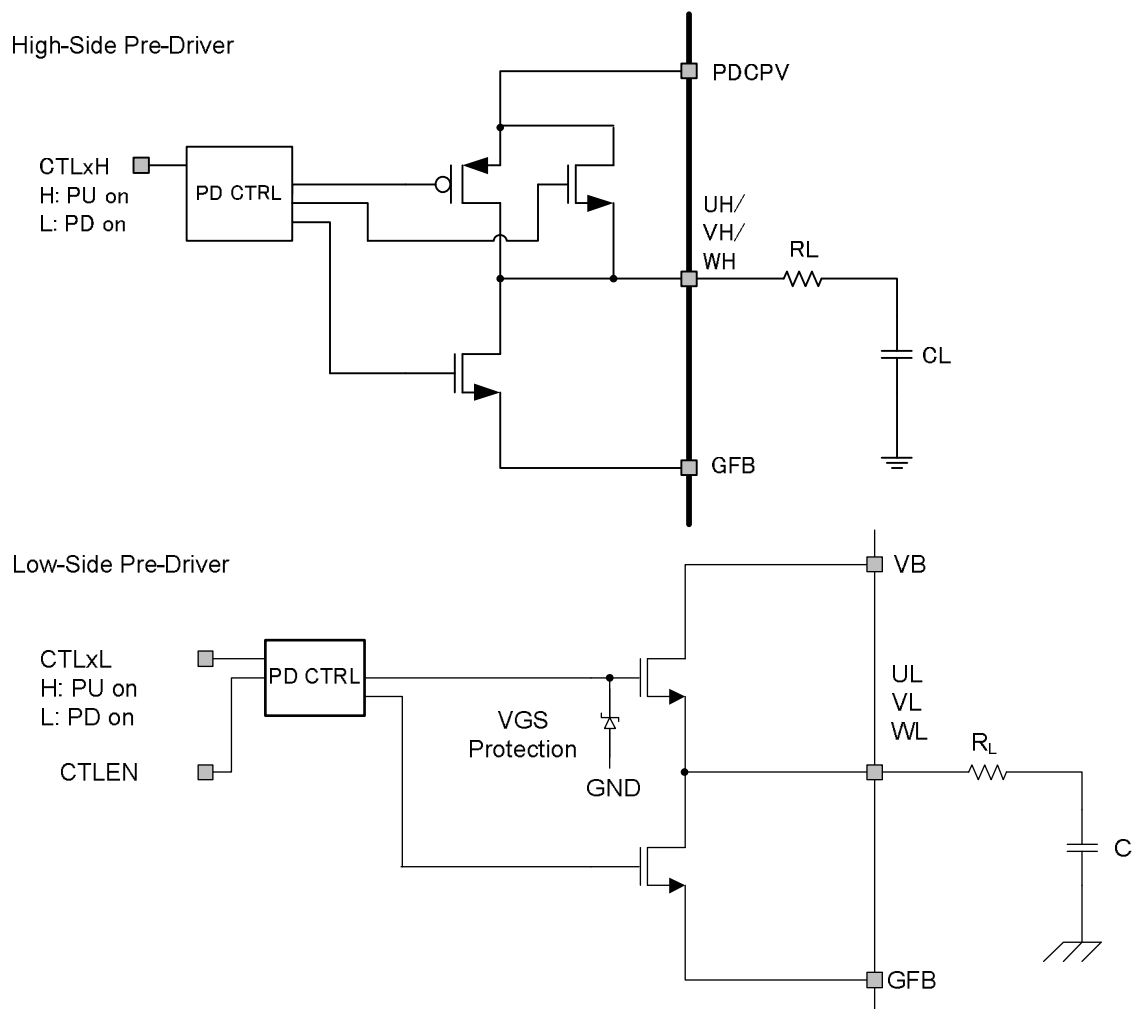 High-Side Pre-Driver
PDCPV
CTLxH
H: PU on
L: PD on
PD CTRL
UH/
VH/
WH
RL
CL
GFB
Low-Side Pre-Driver
VB
CTLxL
H: PU on
L: PD on
PD CTRL
CTLEN
VGS
Protection
GND
UL
VL
WL
RL
C
GFB